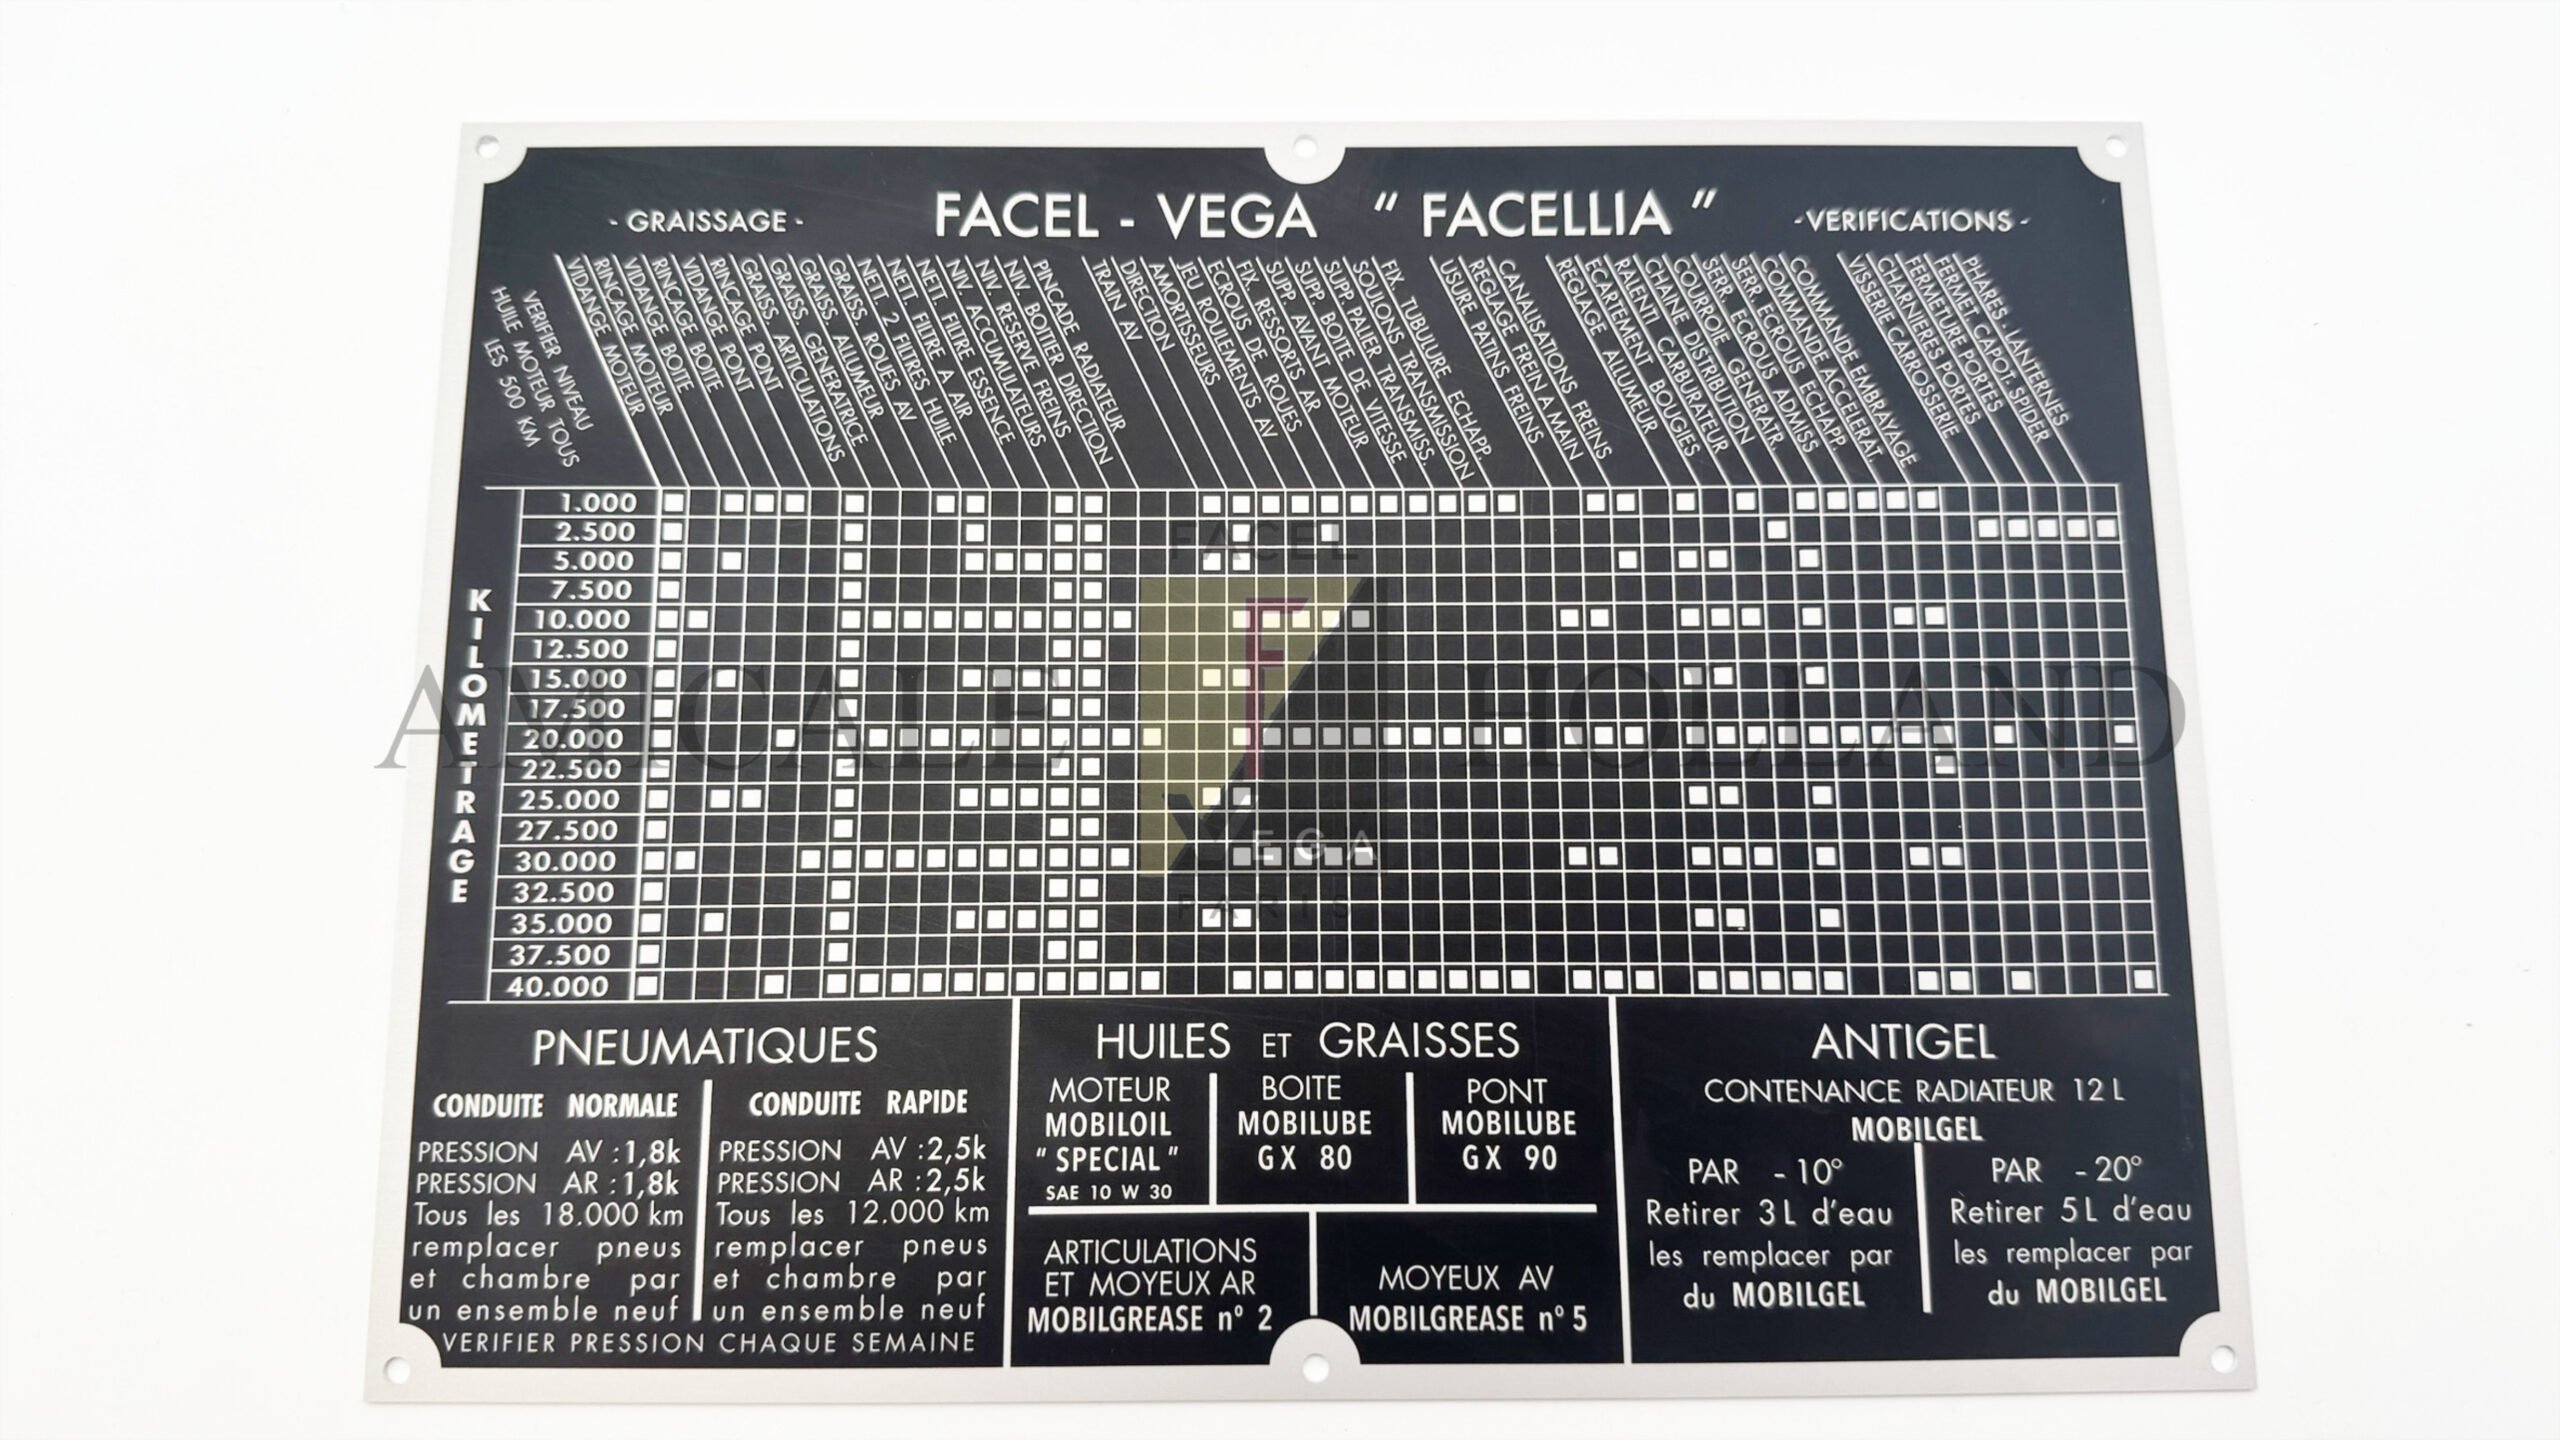 - GRAISSAGE -
FACEL - VEGA " FACELLIA "
-VERIFICATIONS -
VERIFIER NIVEAU
HUILE MOTEUR TOUS
LES 500 KM
VIDANGE MOTEUR
RINCAGE MOTEUR
VIDANGE BOITE
RINCAGE BOITE
VIDANGE PONT
RINCAGE PONT
GRAISS. ARTICULATIONS
GRAISS. GENERATRICE
GRAISS. ALLUMEUR
GRAISS. ROUES AV
NETT. 2 FILTRES HUILE
NETT. FILTRE A AIR
NETT. FILTRE ESSENCE
NIV. ACCUMULATEURS
NIV. RESERVE FREINS
NIV. BOITIER DIRECTION
PINCADE RADIATEUR
TRAIN AV
DIRECTION
AMORTISSEURS
JEU ROULEMENTS AV
ECROUS DE ROUES
FIX. RESSORTS AR
SUPP. AVANT MOTEUR
SUPP. BOITE DE VITESSE
SUPP. PALIER TRANSMISS.
SOULONS TRANSMISSION
FIX. TUBULURE ECHAPP.
USURE PATINS FREINS
REGLAGE FREIN A MAIN
CANALISATIONS FREINS
REGLAGE ALLUMEUR
ECARTEMENT BOUGIES
RALENTI CARBURATEUR
CHAINE DISTRIBUTION
COURROIE GENERATR.
SERR. ECROUS ADMISS
SERR. ECROUS ECHAPP.
COMMANDE ACCELERAT.
COMMANDE EMBRAYAGE
VISSERIE CARROSSERIE
CHARNIERES PORTES
FERMETURE PORTES
FERMET. CAPOT. SPIDER
PHARES - LANTERNES
KILOMETRAGE
1.000
2.500
5.000
7.500
10.000
12.500
15.000
17.500
20.000
22.500
25.000
27.500
30.000
32.500
35.000
37.500
40.000
FACEL
F
VEGA
PARIS
AMICALE HOLLAND
PNEUMATIQUES
CONDUITE NORMALE
PRESSION AV : 1,8k
PRESSION AR : 1,8k
Tous les 18.000 km
remplacer pneus
et chambre par
un ensemble neuf
CONDUITE RAPIDE
PRESSION AV : 2,5k
PRESSION AR : 2,5k
Tous les 12.000 km
remplacer pneus
et chambre par
un ensemble neuf
VERIFIER PRESSION CHAQUE SEMAINE
HUILES ET GRAISSES
MOTEUR
MOBILOIL
" SPECIAL "
SAE 10 W 30
BOITE
MOBILUBE
GX 80
PONT
MOBILUBE
GX 90
ARTICULATIONS
ET MOYEUX AR
MOBILGREASE nº 2
MOYEUX AV
MOBILGREASE nº 5
ANTIGEL
CONTENANCE RADIATEUR 12 L
MOBILGEL
PAR - 10º
Retirer 3 L d'eau
les remplacer par
du MOBILGEL
PAR - 20º
Retirer 5 L d'eau
les remplacer par
du MOBILGEL